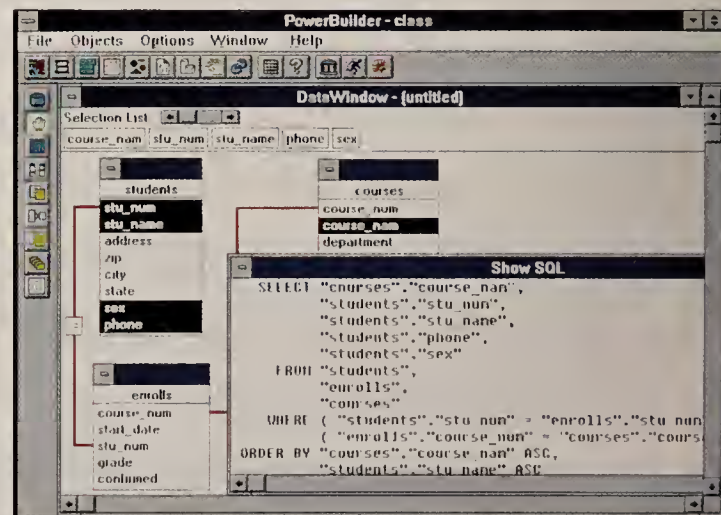 PowerBuilder - class
File Objects Options Window Help
DataWindow - (untitled)
Selection List
course_nam stu_num stu_name phone sex
students
stu_num
stu_name
address
zip
city
state
sex
phone
courses
course_num
course_nam
department
enrolls
course_num
start_date
stu_num
grade
confirmed
Show SQL
SELECT "courses"."course_nam",
"students"."stu_num",
"students"."stu_name",
"students"."phone",
"students"."sex"
FROM "students",
"enrolls",
"courses"
WHERE ( "students"."stu_num" = "enrolls"."stu_num
( "enrolls"."course_num" = "courses"."cours
ORDER BY "courses"."course_nam" ASC,
"students"."stu_name" ASC